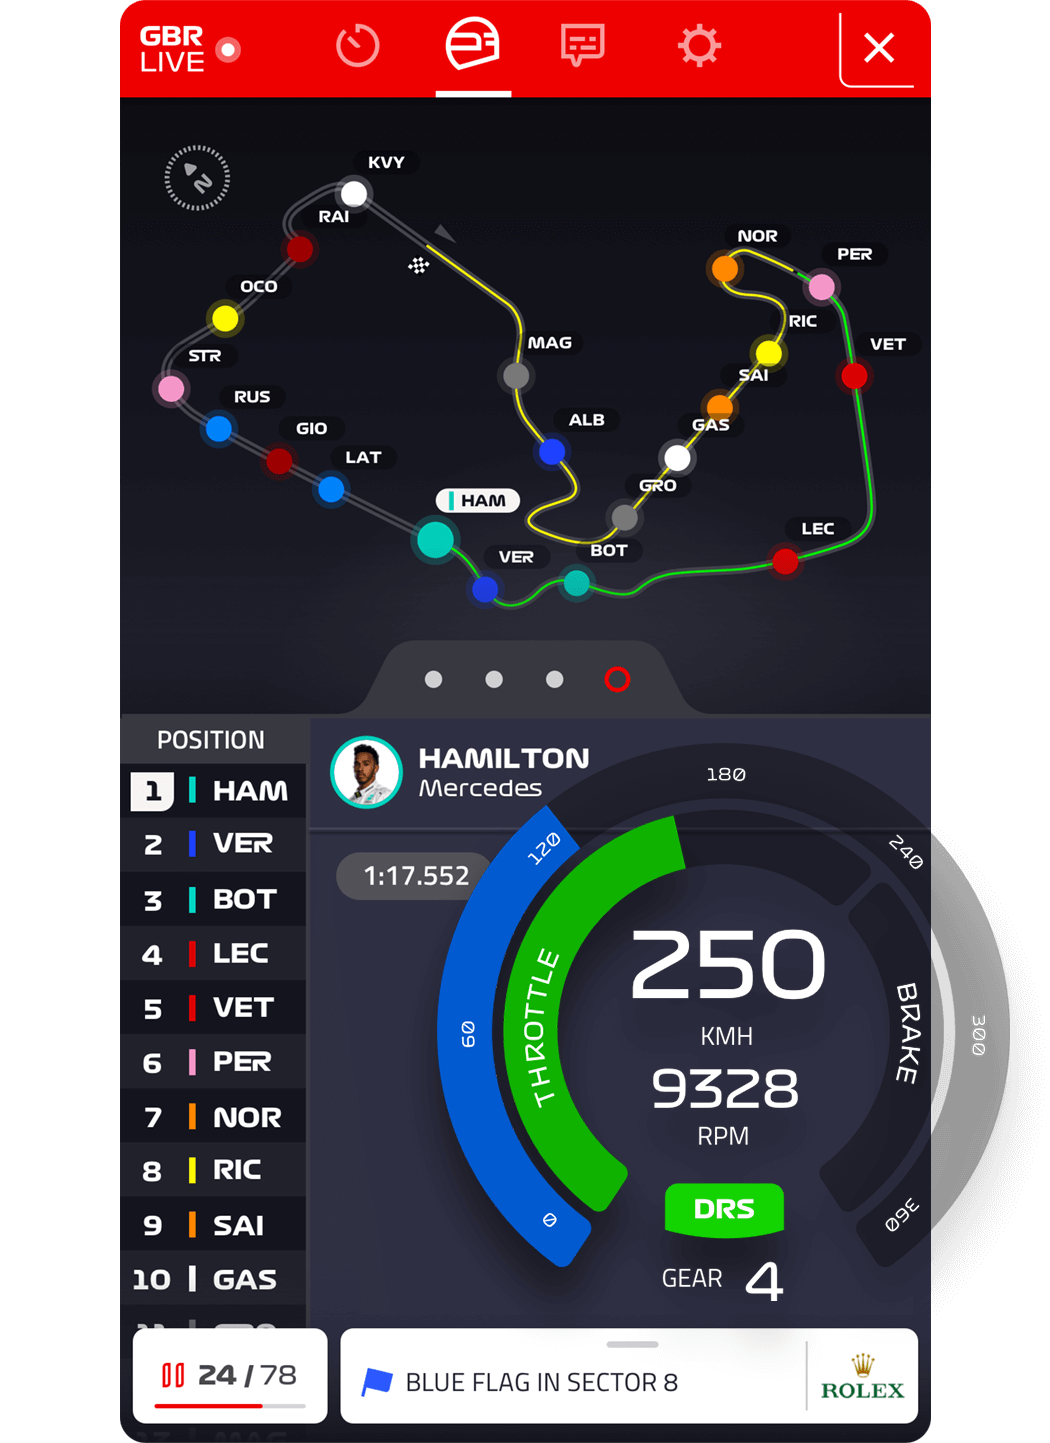 GBR
LIVE
KVY
RAI
NOR
PER
OCO
RIC
MAG
VET
STR
SAI
RUS
ALB
GAS
GIO
LAT
GRO
HAM
LEC
BOT
VER
N
POSITION
1 HAM
2 VER
3 BOT
4 LEC
5 VET
6 PER
7 NOR
8 RIC
9 SAI
10 GAS
HAMILTON
Mercedes
1:17.552
0
60
120
180
240
300
360
THROTTLE
BRAKE
250
KMH
9328
RPM
DRS
GEAR 4
24 / 78
BLUE FLAG IN SECTOR 8
ROLEX